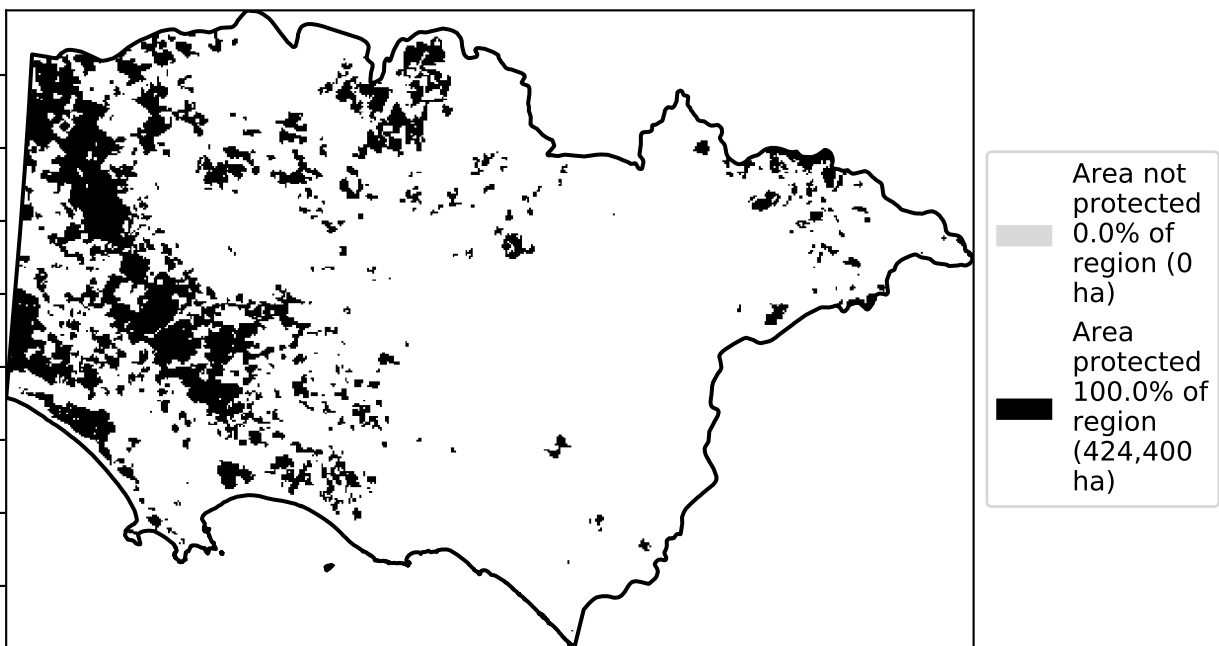 Area not
protected
0.0% of
region (0
ha)
Area
protected
100.0% of
region
(424,400
ha)